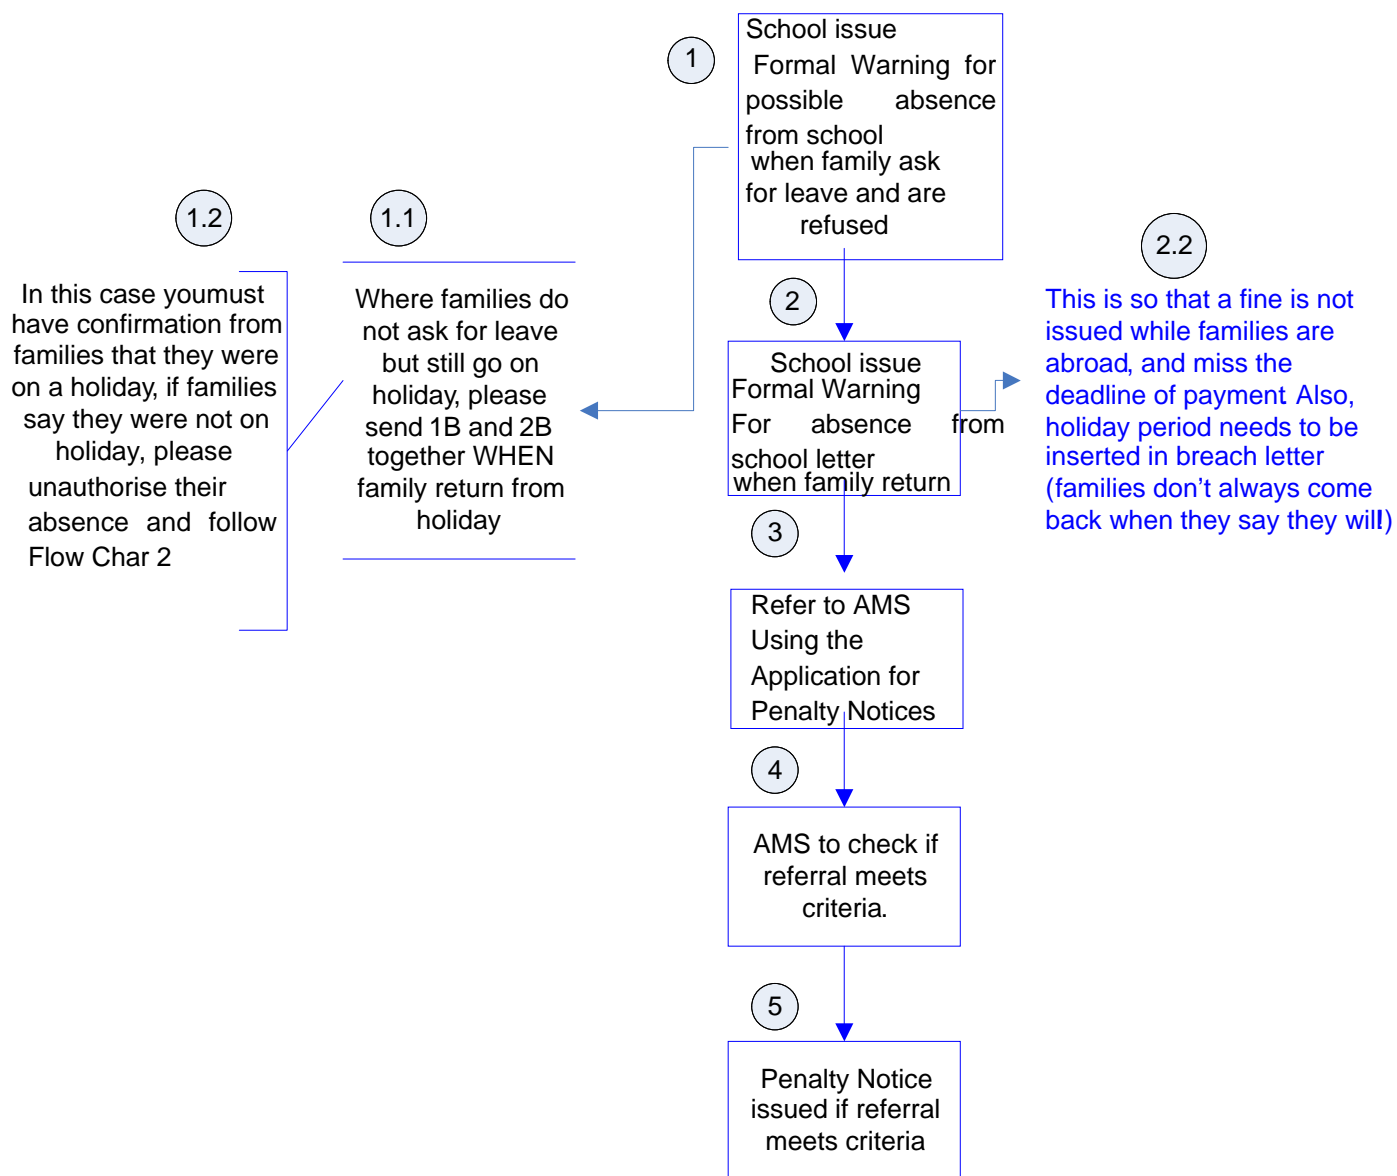 1
School issue
Formal Warning for
possible absence
from school
when family ask
for leave and are
refused
1.2
In this case youmust
have confirmation from
families that they were
on a holiday, if families
say they were not on
holiday, please
unauthorise their
absence and follow
Flow Char 2
1.1
Where families do
not ask for leave
but still go on
holiday, please
send 1B and 2B
together WHEN
family return from
holiday
2
School issue
Formal Warning
For absence from
school letter
when family return
2.2
This is so that a fine is not
issued while families are
abroad, and miss the
deadline of payment. Also,
holiday period needs to be
inserted in breach letter
(families don't always come
back when they say they will!)
3
Refer to AMS
Using the
Application for
Penalty Notices
4
AMS to check if
referral meets
criteria.
5
Penalty Notice
issued if referral
meets criteria